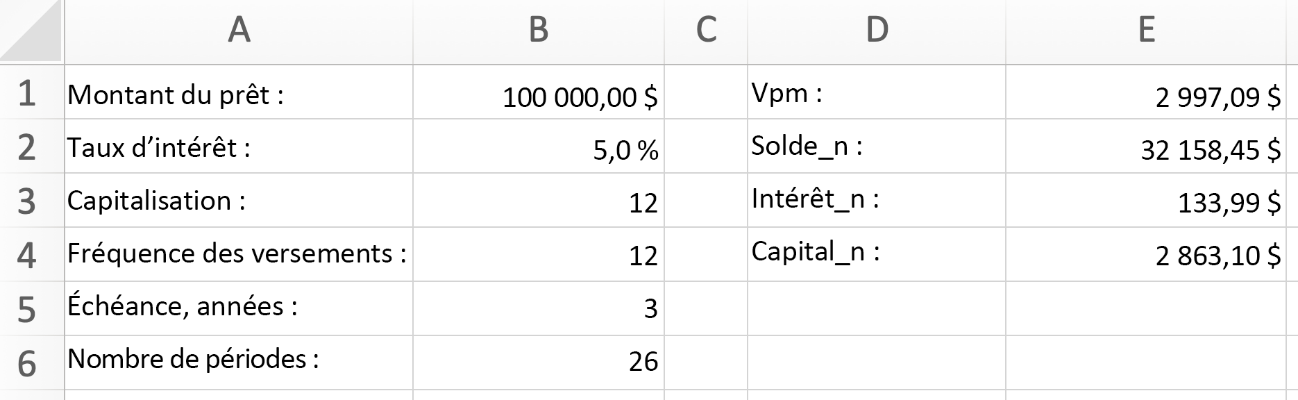 A B C D E
1 Montant du prêt : 100 000,00 $ Vpm : 2 997,09 $
2 Taux d’intérêt : 5,0 % Solde_n : 32 158,45 $
3 Capitalisation : 12 Intérêt_n : 133,99 $
4 Fréquence des versements : 12 Capital_n : 2 863,10 $
5 Échéance, années : 3
6 Nombre de périodes : 26